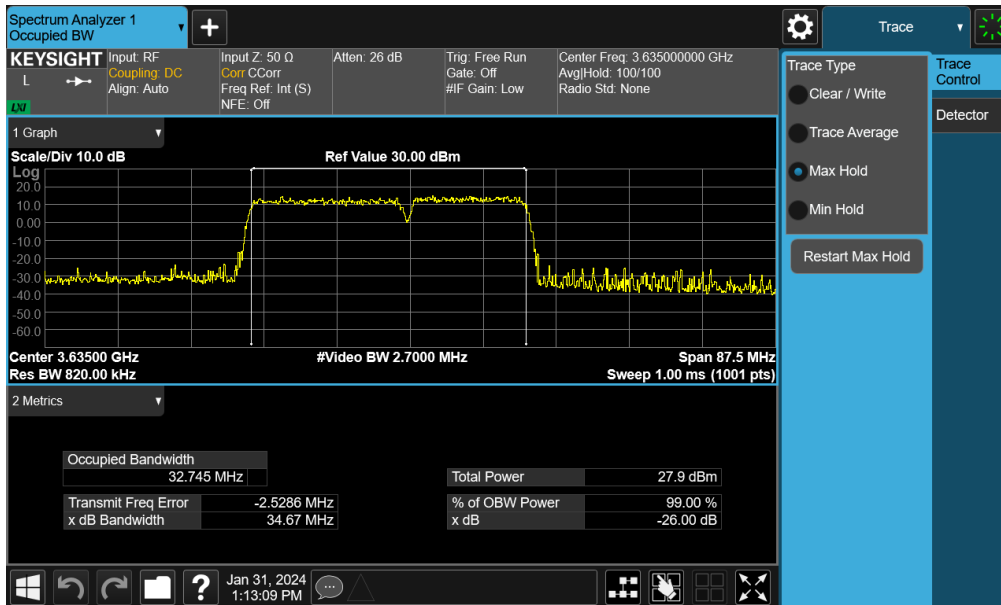 Spectrum Analyzer 1
Occupied BW
Trace
KEYSIGHT
L
LXI
Input: RF
Coupling: DC
Align: Auto
Input Z: 50 Ω
Corr CCorr
Freq Ref: Int (S)
NFE: Off
Atten: 26 dB
Trig: Free Run
Gate: Off
#IF Gain: Low
Center Freq: 3.635000000 GHz
Avg|Hold: 100/100
Radio Std: None
1 Graph
Scale/Div 10.0 dB
Ref Value 30.00 dBm
Log
20.0
10.0
0.00
-10.0
-20.0
-30.0
-40.0
-50.0
-60.0
Center 3.63500 GHz
#Video BW 2.7000 MHz
Span 87.5 MHz
Res BW 820.00 kHz
Sweep 1.00 ms (1001 pts)
2 Metrics
Occupied Bandwidth
32.745 MHz
Total Power 27.9 dBm
Transmit Freq Error -2.5286 MHz
% of OBW Power 99.00 %
x dB Bandwidth 34.67 MHz
x dB -26.00 dB
Jan 31, 2024
1:13:09 PM
Trace Type
Clear / Write
Trace Average
Max Hold
Min Hold
Restart Max Hold
Trace
Control
Detector